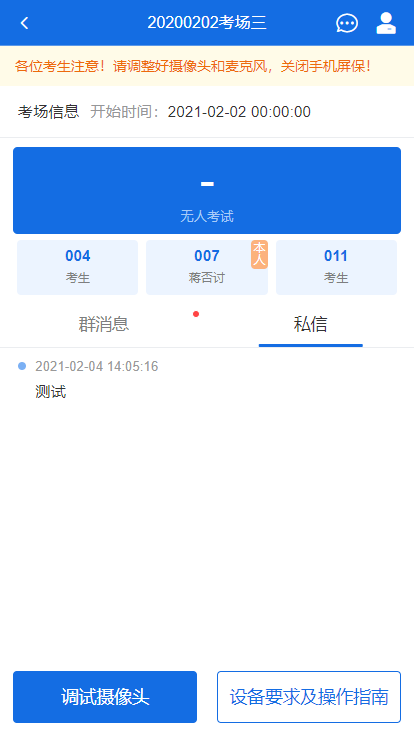 20200202考场三
各位考生注意！请调整好摄像头和麦克风，关闭手机屏保！
考场信息 开始时间：2021-02-02 00:00:00
-
无人考试
004 007 本人 011
考生 蒋否讨 考生
群消息 私信
2021-02-04 14:05:16
测试
调试摄像头 设备要求及操作指南